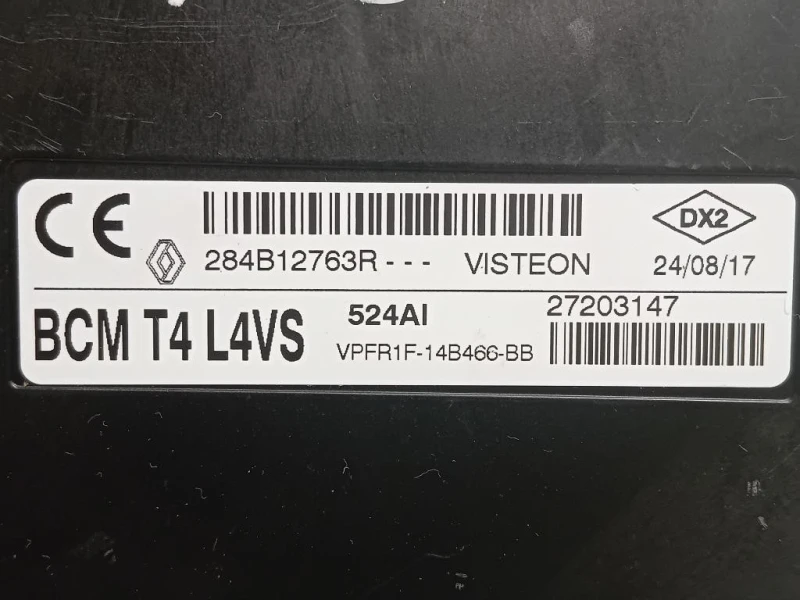 CE
284B12763R--- VISTEON
DX2
24/08/17
BCM T4 L4VS
524AI
VPFR1F-14B466-BB
27203147